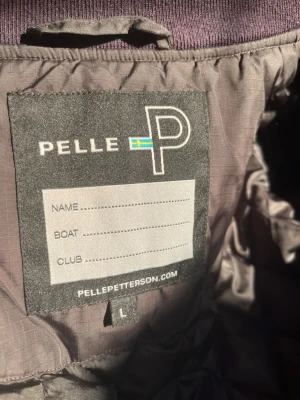 PELLE P
NAME..............................
BOAT..............................
CLUB..............................
PELLEPETTERSON.COM
L